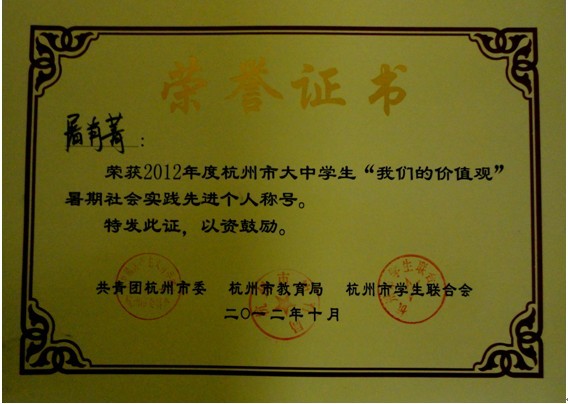 荣誉证书
屠肖菁：
荣获2012年度杭州市大中学生“我们的价值观”
暑期社会实践先进个人称号。
特发此证，以资鼓励。
共青团杭州市委 杭州市教育局 杭州市学生联合会
二〇一二年十月